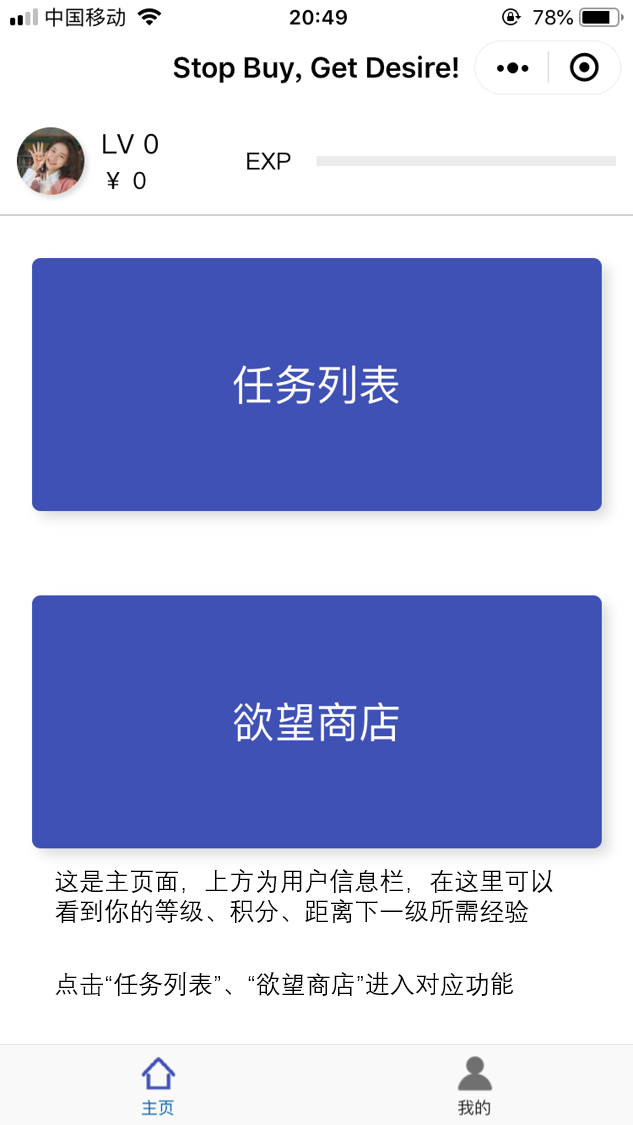 中国移动
20:49
78%
Stop Buy, Get Desire!
LV 0
￥ 0
EXP
任务列表
欲望商店
这是主页面，上方为用户信息栏，在这里可以
看到你的等级、积分、距离下一级所需经验
点击“任务列表”、“欲望商店”进入对应功能
主页
我的